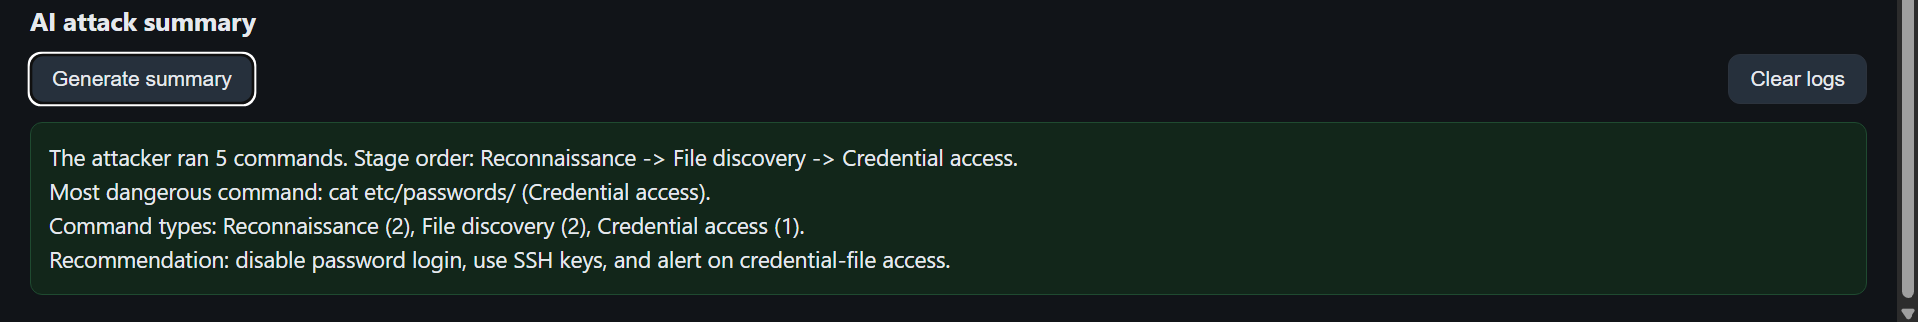 AI attack summary
Generate summary
Clear logs
The attacker ran 5 commands. Stage order: Reconnaissance -> File discovery -> Credential access.
Most dangerous command: cat etc/passwords/ (Credential access).
Command types: Reconnaissance (2), File discovery (2), Credential access (1).
Recommendation: disable password login, use SSH keys, and alert on credential-file access.